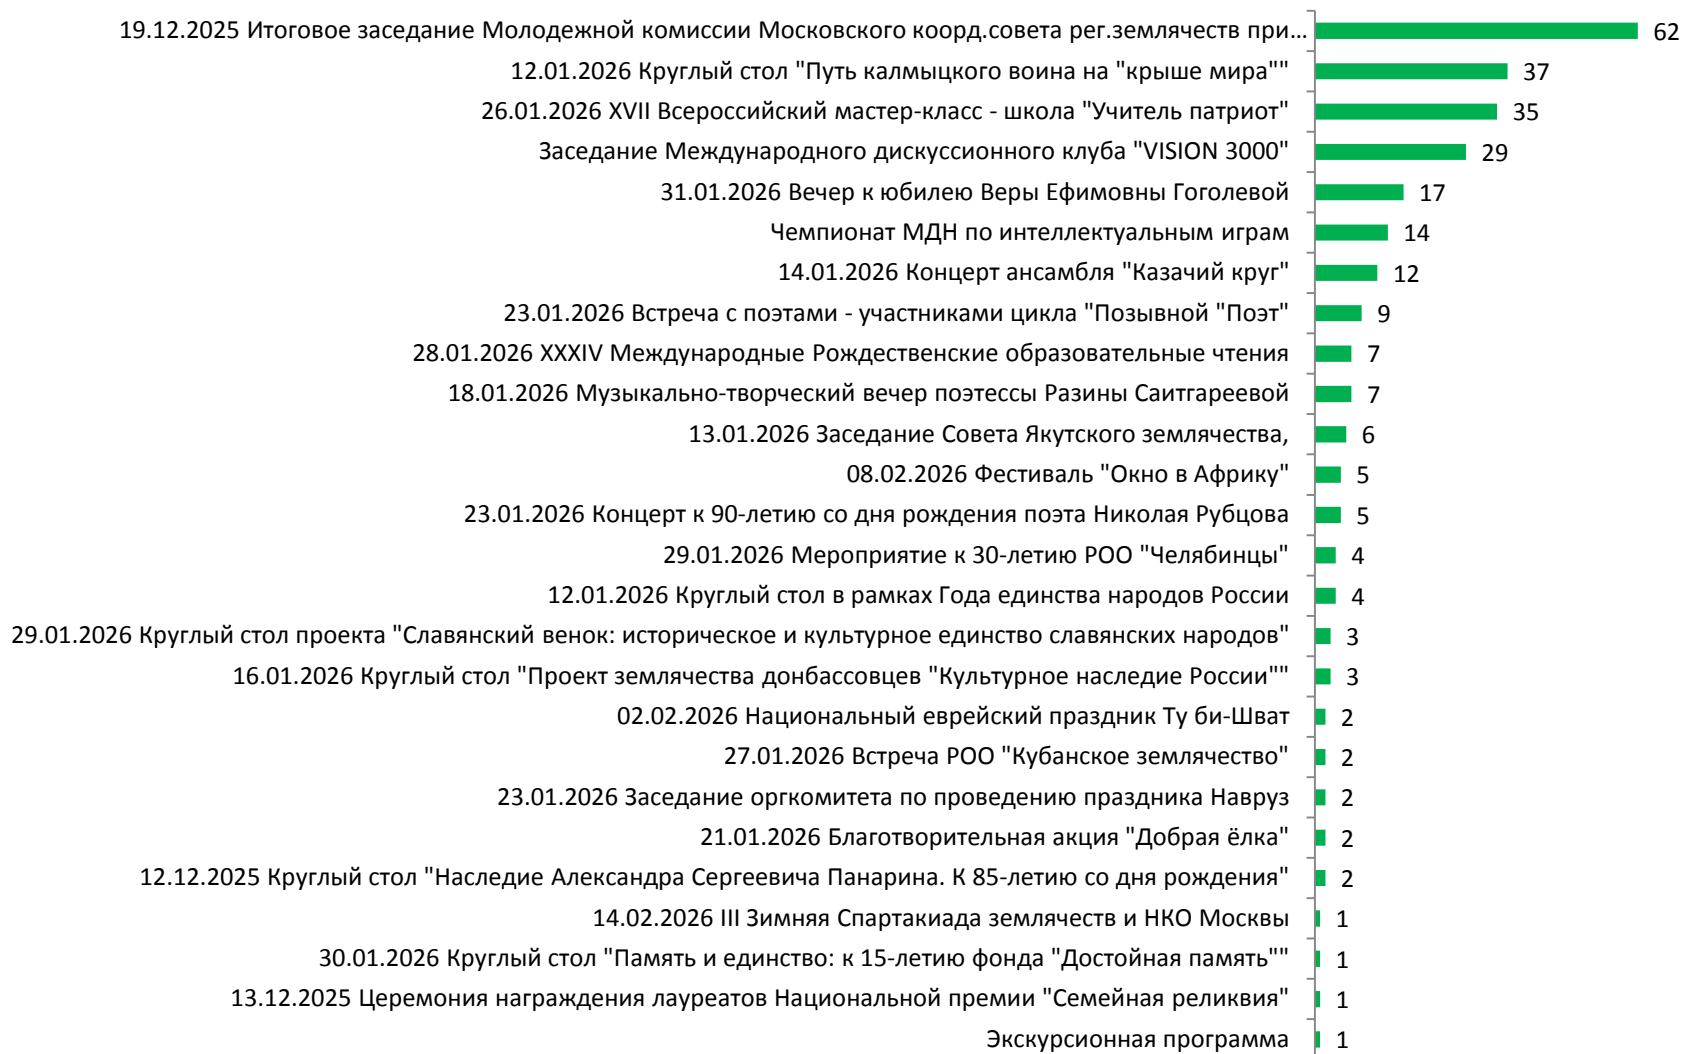 19.12.2025 Итоговое заседание Молодежной комиссии Московского коорд.совета рег.землячеств при... 62
12.01.2026 Круглый стол "Путь калмыцкого воина на "крыше мира"" 37
26.01.2026 XVII Всероссийский мастер-класс - школа "Учитель патриот" 35
Заседание Международного дискуссионного клуба "VISION 3000" 29
31.01.2026 Вечер к юбилею Веры Ефимовны Гоголевой 17
Чемпионат МДН по интеллектуальным играм 14
14.01.2026 Концерт ансамбля "Казачий круг" 12
23.01.2026 Встреча с поэтами - участниками цикла "Позывной "Поэт" 9
28.01.2026 XXXIV Международные Рождественские образовательные чтения 7
18.01.2026 Музыкально-творческий вечер поэтессы Разины Саитгареевой 7
13.01.2026 Заседание Совета Якутского землячества, 6
08.02.2026 Фестиваль "Окно в Африку" 5
23.01.2026 Концерт к 90-летию со дня рождения поэта Николая Рубцова 5
29.01.2026 Мероприятие к 30-летию РОО "Челябинцы" 4
12.01.2026 Круглый стол в рамках Года единства народов России 4
29.01.2026 Круглый стол проекта "Славянский венок: историческое и культурное единство славянских народов" 3
16.01.2026 Круглый стол "Проект землячества донбассовцев "Культурное наследие России"" 3
02.02.2026 Национальный еврейский праздник Ту би-Шват 2
27.01.2026 Встреча РОО "Кубанское землячество" 2
23.01.2026 Заседание оргкомитета по проведению праздника Навруз 2
21.01.2026 Благотворительная акция "Добрая ёлка" 2
12.12.2025 Круглый стол "Наследие Александра Сергеевича Панарина. К 85-летию со дня рождения" 2
14.02.2026 III Зимняя Спартакиада землячеств и НКО Москвы 1
30.01.2026 Круглый стол "Память и единство: к 15-летию фонда "Достойная память"" 1
13.12.2025 Церемония награждения лауреатов Национальной премии "Семейная реликвия" 1
Экскурсионная программа 1